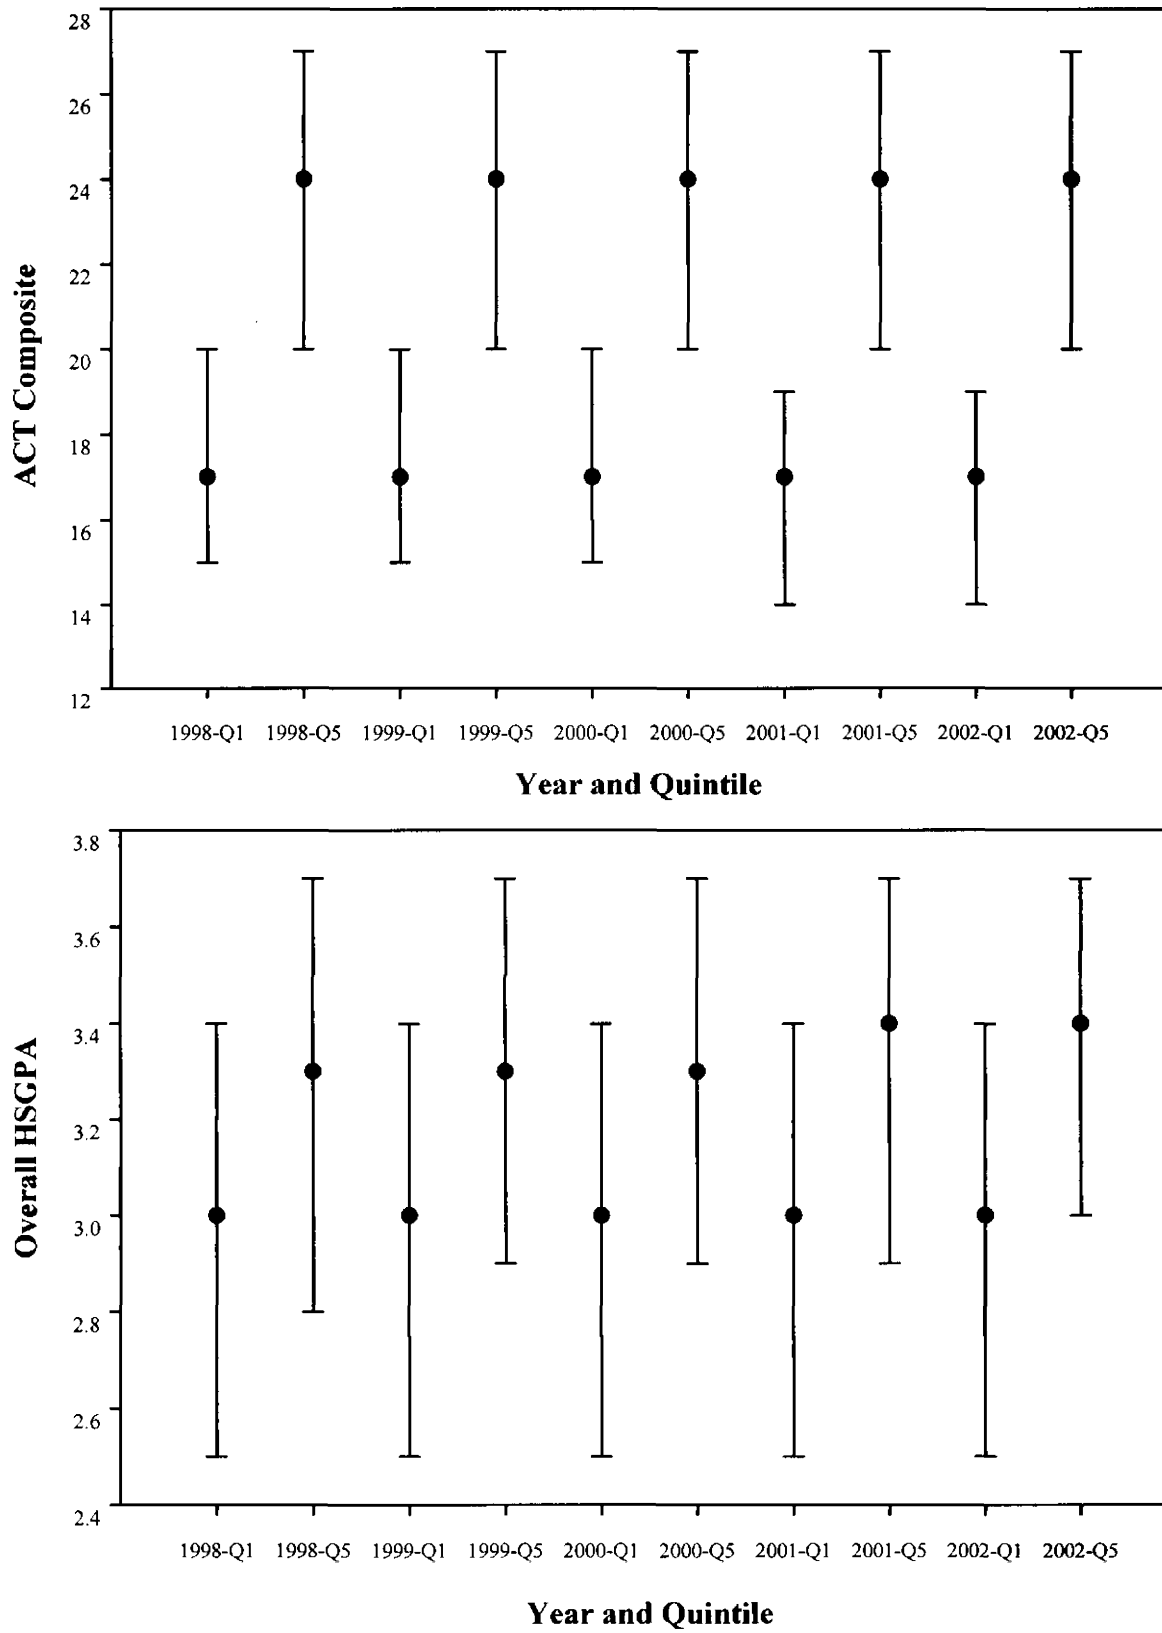 28
26
24
22
20
18
16
14
12
ACT Composite
1998-Q1 1998-Q5 1999-Q1 1999-Q5 2000-Q1 2000-Q5 2001-Q1 2001-Q5 2002-Q1 2002-Q5
Year and Quintile
3.8
3.6
3.4
3.2
3.0
2.8
2.6
2.4
Overall HSGPA
1998-Q1 1998-Q5 1999-Q1 1999-Q5 2000-Q1 2000-Q5 2001-Q1 2001-Q5 2002-Q1 2002-Q5
Year and Quintile